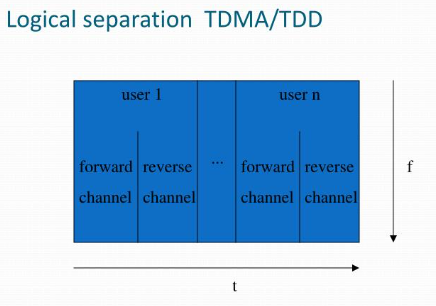 Logical separation TDMA/TDD
user 1
user n
forward reverse ... forward reverse
channel channel channel channel
f
t